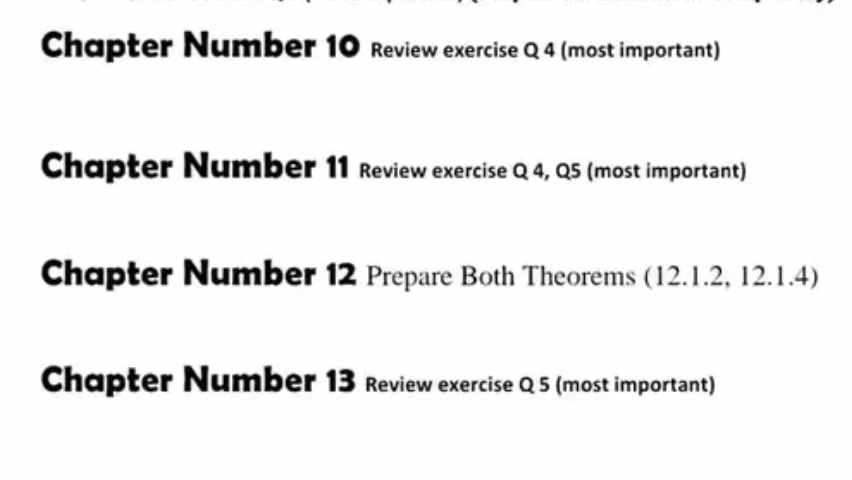 Chapter Number 10 Review exercise Q 4 (most important)
Chapter Number 11 Review exercise Q 4, Q5 (most important)
Chapter Number 12 Prepare Both Theorems (12.1.2, 12.1.4)
Chapter Number 13 Review exercise Q 5 (most important)